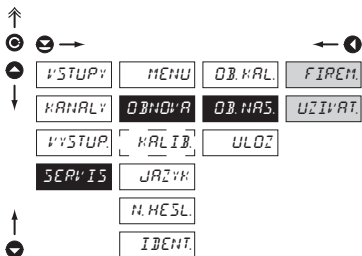 VSTUPY MENU OB. KAL. FIREM.
KANALY OBNOVA OB. NAS. UZIVAT.
VYSTUP. KALIB. ULOZ
SERVIS JAZYK
N. HESL.
IDENT.